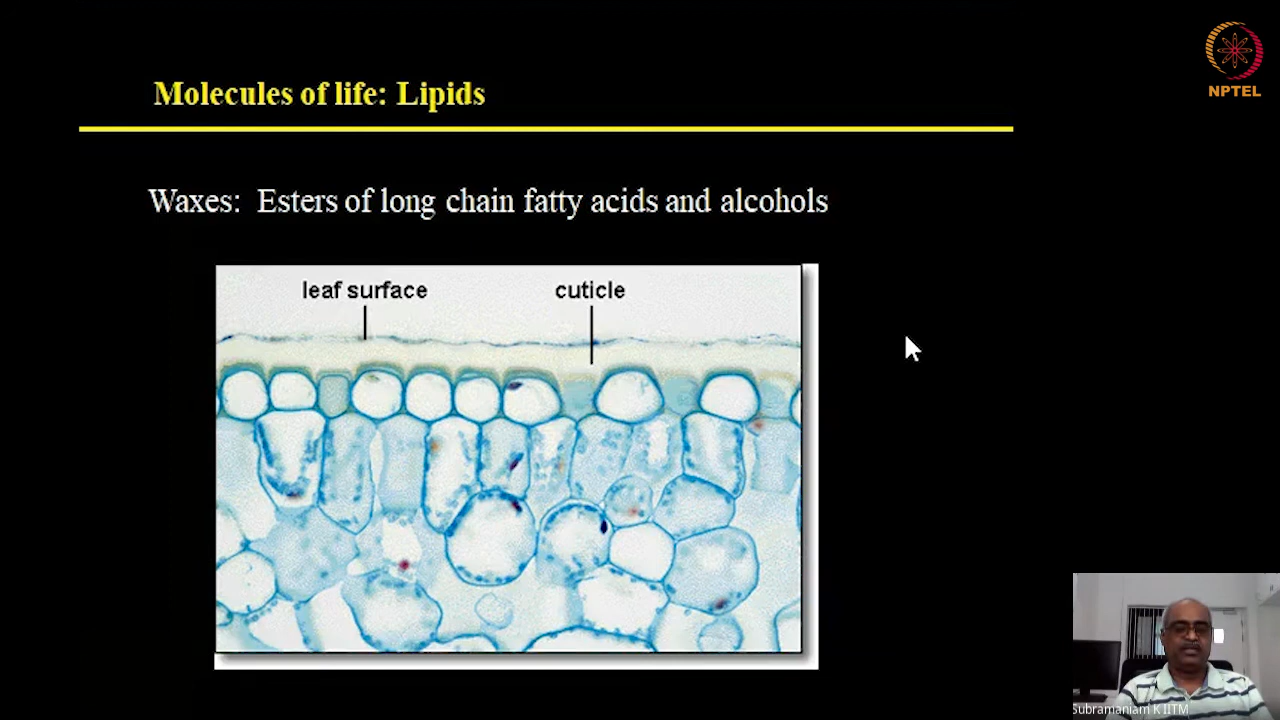 NPTEL
Molecules of life: Lipids
Waxes: Esters of long chain fatty acids and alcohols
leaf surface
cuticle
Subramaniam K IITM